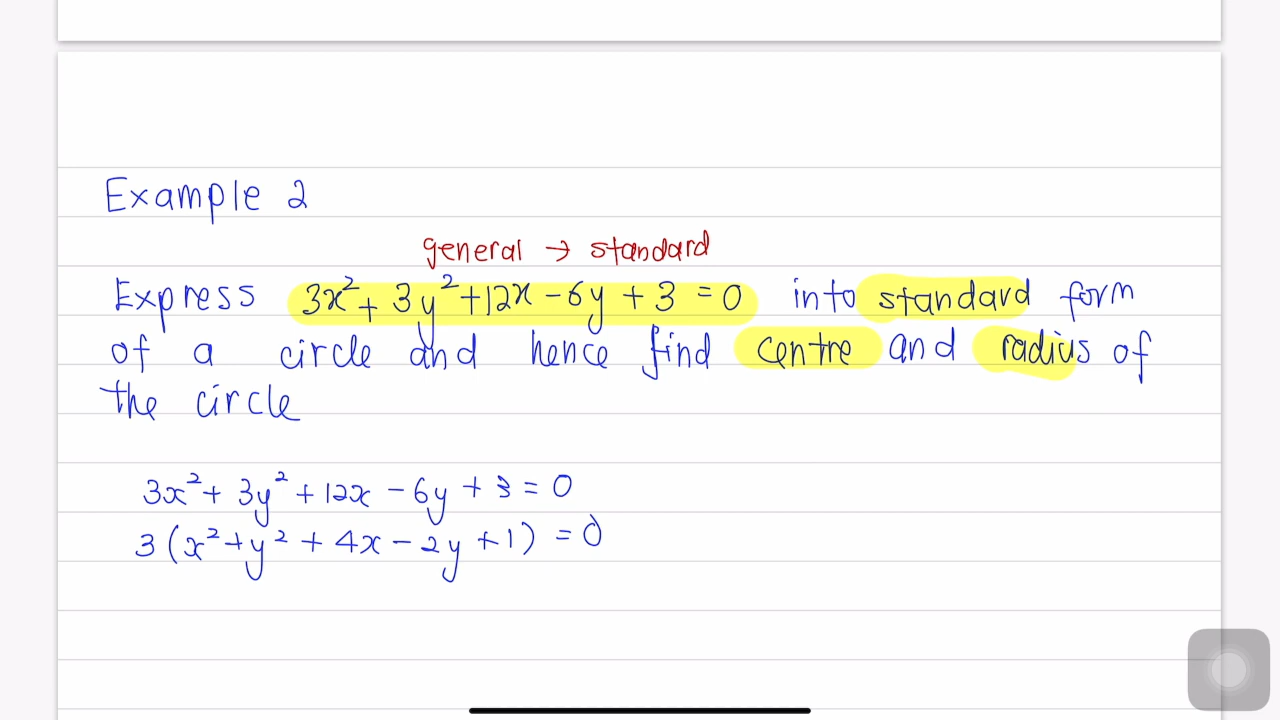 Example 2
general → standard
Express 3x² + 3y² + 12x - 6y + 3 = 0 into standard form
of a circle and hence find centre and radius of
the circle
3x² + 3y² + 12x - 6y + 3 = 0
3 (x² + y² + 4x - 2y + 1) = 0